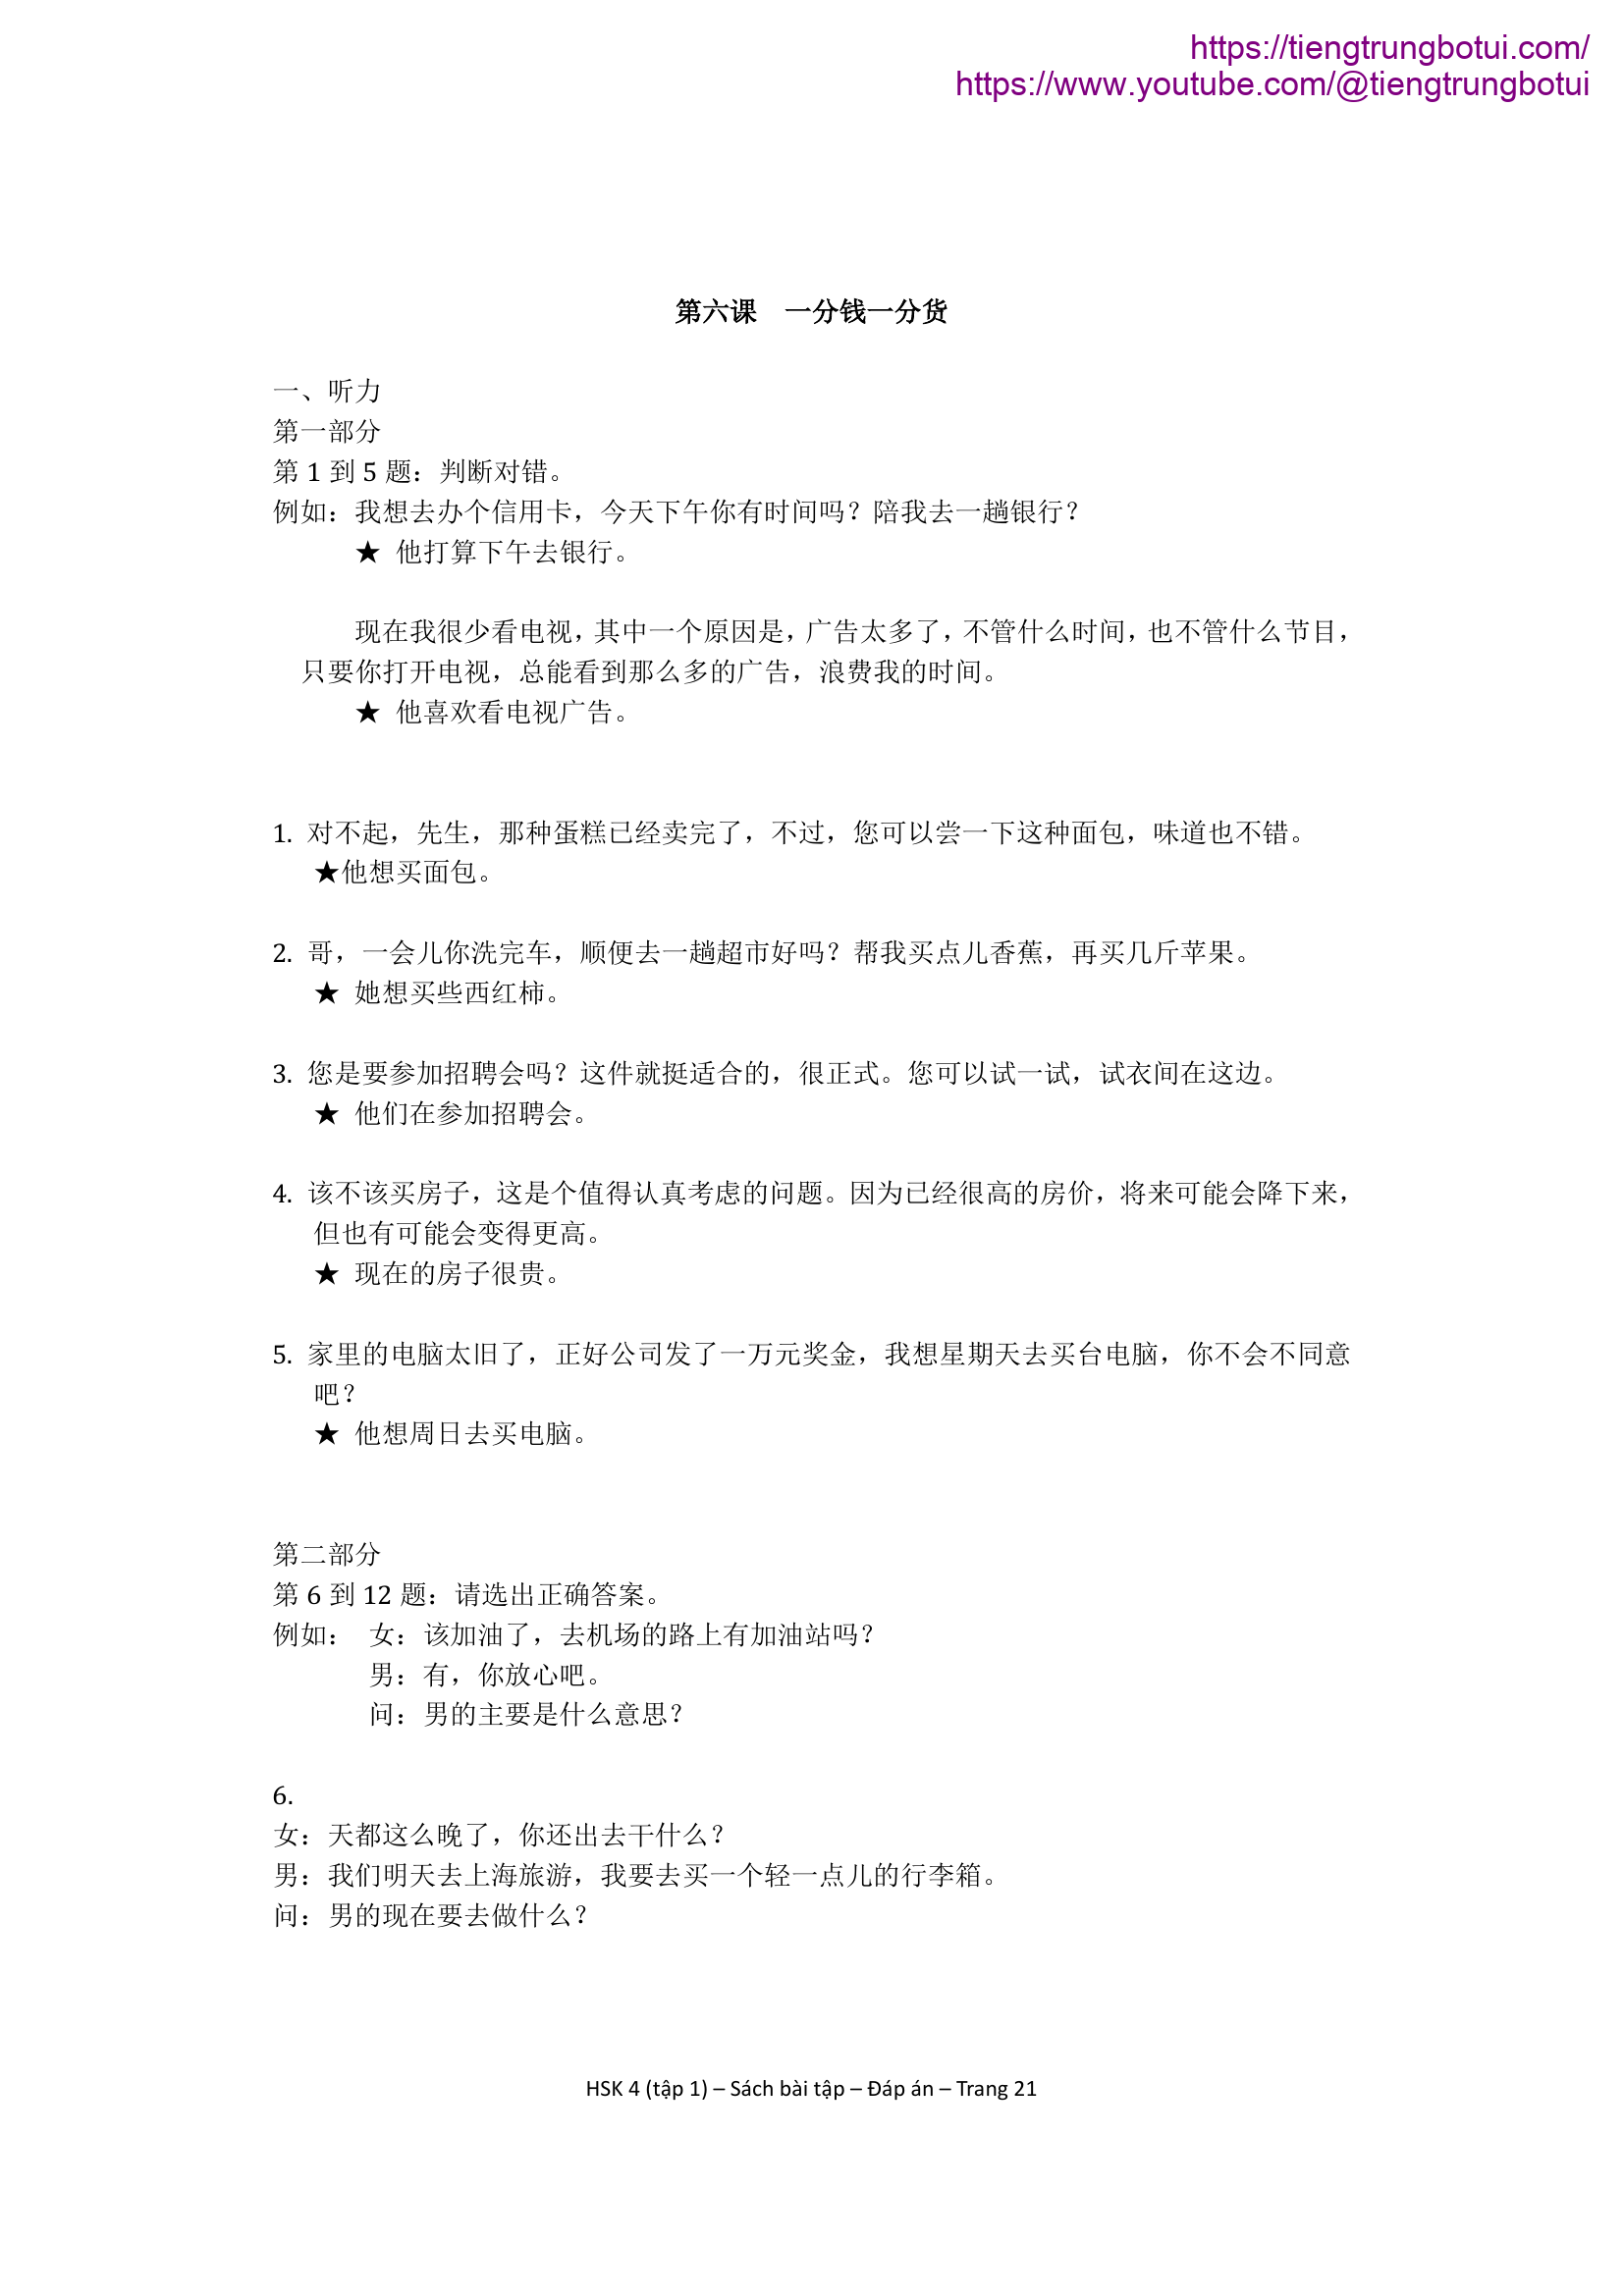 https://tiengtrungbotui.com/
https://www.youtube.com/@tiengtrungbotui
第六课 一分钱一分货
一、听力
第一部分
第 1 到 5 题：判断对错。
例如：我想去办个信用卡，今天下午你有时间吗？陪我去一趟银行？
★ 他打算下午去银行。
现在我很少看电视，其中一个原因是，广告太多了，不管什么时间，也不管什么节目，
只要你打开电视，总能看到那么多的广告，浪费我的时间。
★ 他喜欢看电视广告。
1. 对不起，先生，那种蛋糕已经卖完了，不过，您可以尝一下这种面包，味道也不错。
★他想买面包。
2. 哥，一会儿你洗完车，顺便去一趟超市好吗？帮我买点儿香蕉，再买几斤苹果。
★ 她想买些西红柿。
3. 您是要参加招聘会吗？这件就挺适合的，很正式。您可以试一试，试衣间在这边。
★ 他们在参加招聘会。
4. 该不该买房子，这是个值得认真考虑的问题。因为已经很高的房价，将来可能会降下来，
但也有可能会变得更高。
★ 现在的房子很贵。
5. 家里的电脑太旧了，正好公司发了一万元奖金，我想星期天去买台电脑，你不会不同意
吧？
★ 他想周日去买电脑。
第二部分
第 6 到 12 题：请选出正确答案。
例如： 女：该加油了，去机场的路上有加油站吗？
男：有，你放心吧。
问：男的主要是什么意思？
6.
女：天都这么晚了，你还出去干什么？
男：我们明天去上海旅游，我要去买一个轻一点儿的行李箱。
问：男的现在要去做什么？
HSK 4 (tập 1) – Sách bài tập – Đáp án – Trang 21